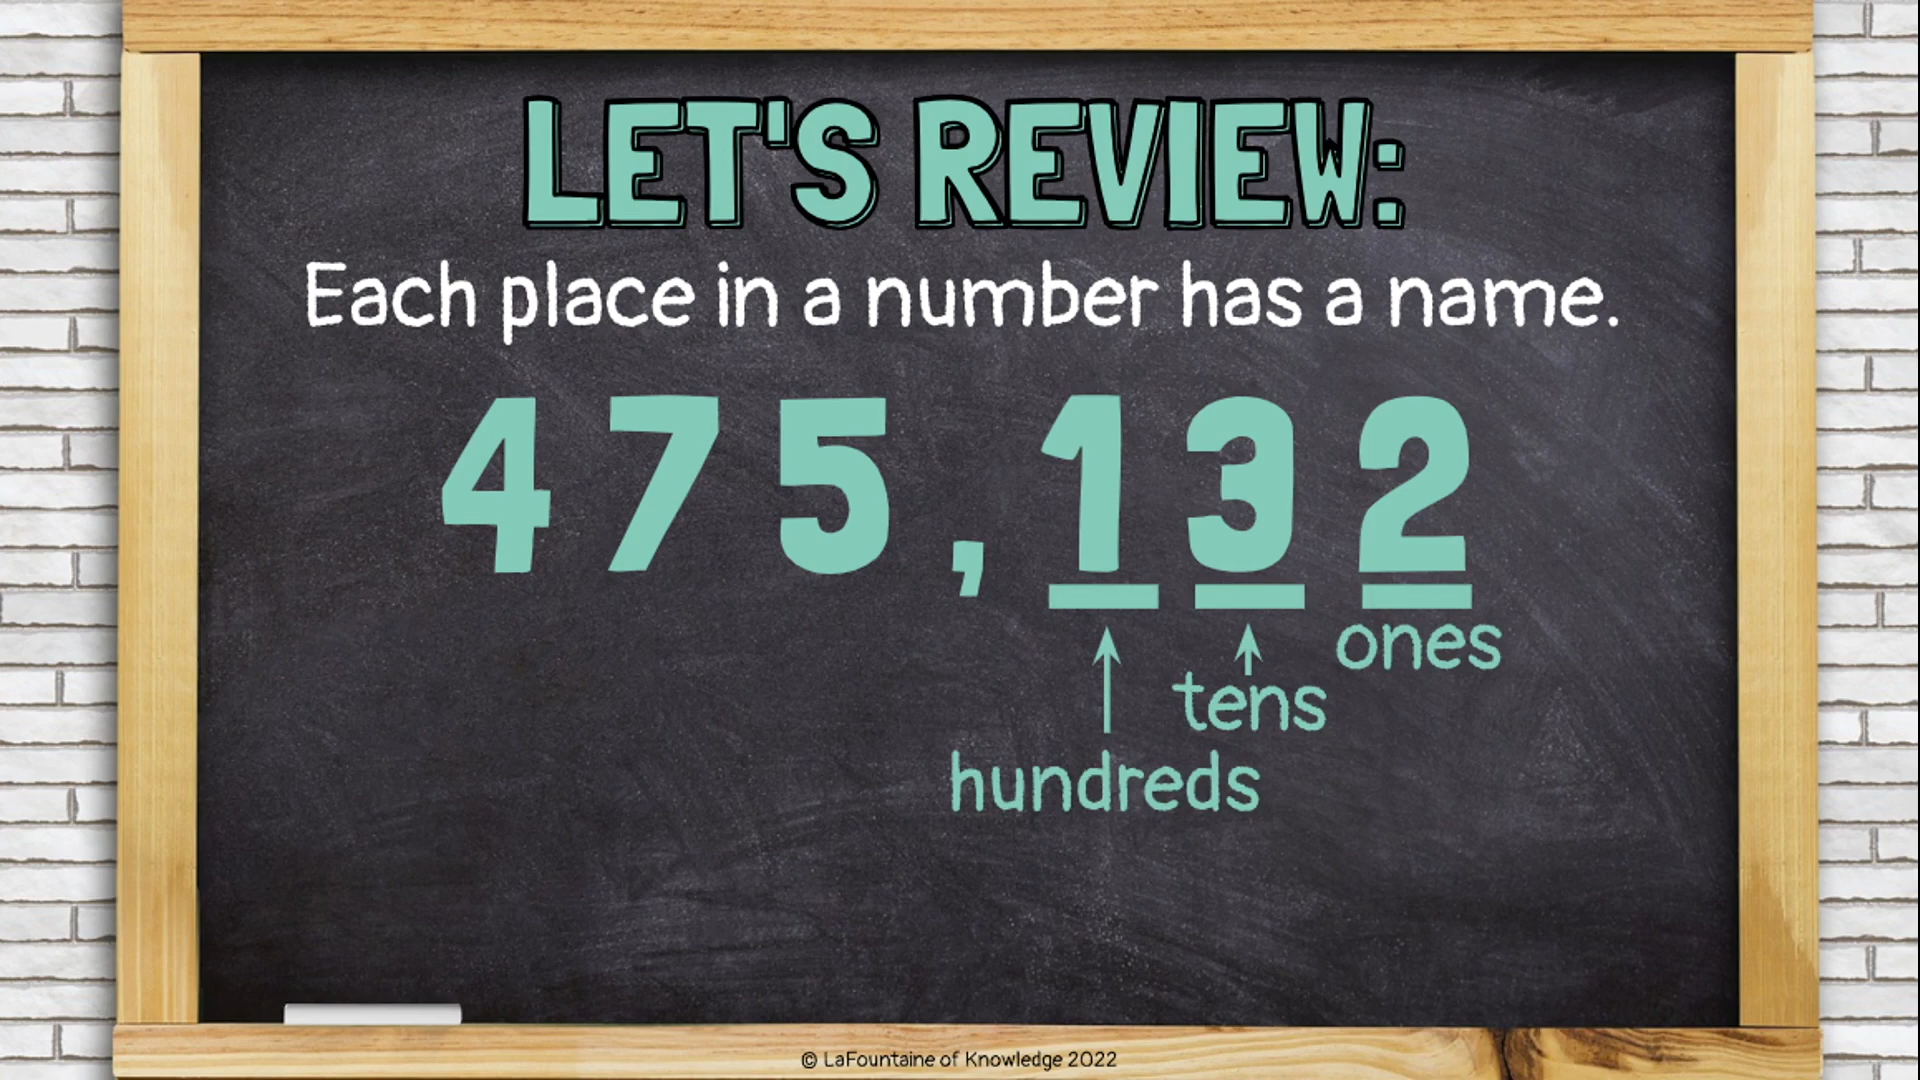 LET'S REVIEW:
Each place in a number has a name.
475,132
ones
tens
hundreds
© LaFountaine of Knowledge 2022